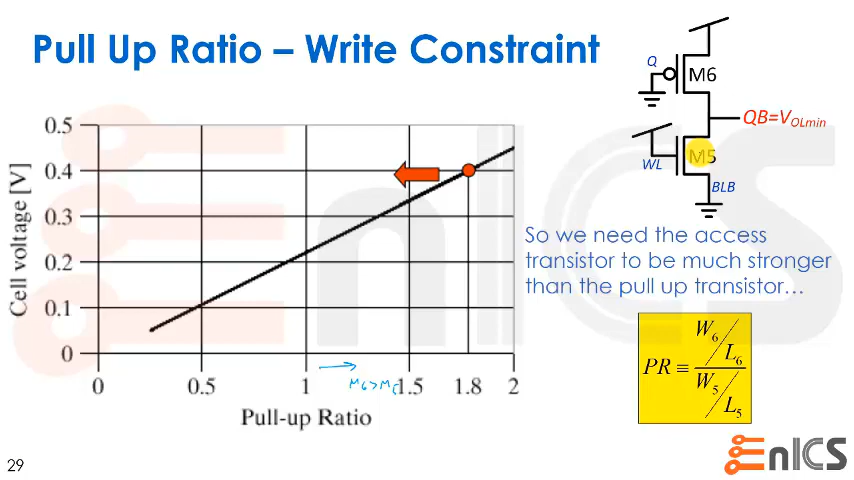 Pull Up Ratio – Write Constraint
Q
M6
QB=VOLmin
WL
M5
BLB
0.5
0.4
0.3
0.2
0.1
0
Cell voltage [V]
0 0.5 1 1.5 1.8 2
M6>M5
Pull-up Ratio
So we need the access
transistor to be much stronger
than the pull up transistor…
PR ≡ W6/L6
W5/L5
EnICS
29